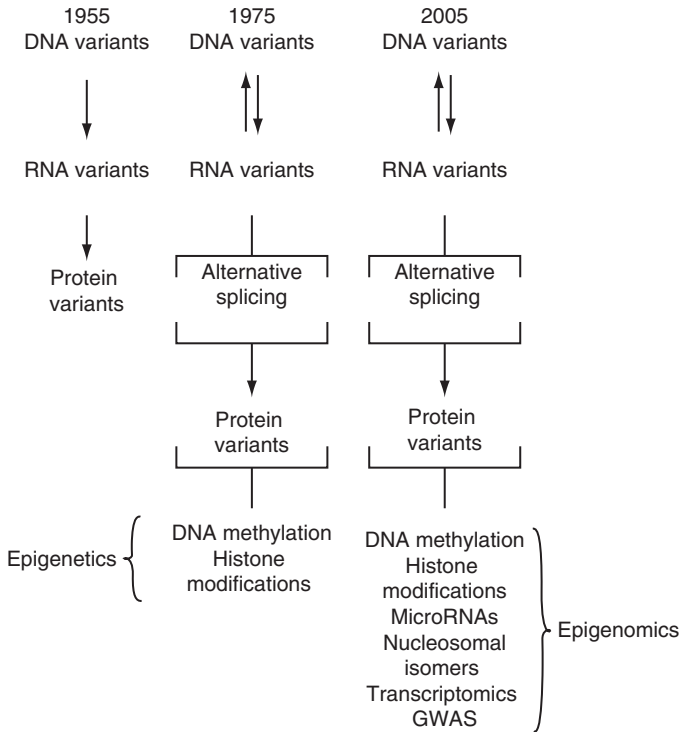 1955
DNA variants
RNA variants
Protein
variants
1975
DNA variants
RNA variants
Alternative
splicing
Protein
variants
DNA methylation
Histone
modifications
Epigenetics
2005
DNA variants
RNA variants
Alternative
splicing
Protein
variants
DNA methylation
Histone
modifications
MicroRNAs
Nucleosomal
isomers
Transcriptomics
GWAS
Epigenomics